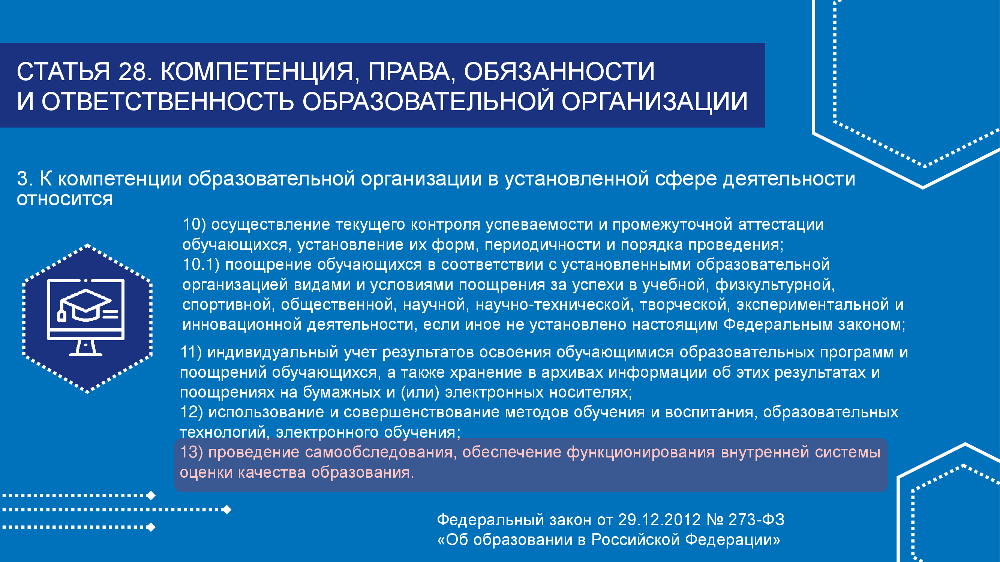 СТАТЬЯ 28. КОМПЕТЕНЦИЯ, ПРАВА, ОБЯЗАННОСТИ
И ОТВЕТСТВЕННОСТЬ ОБРАЗОВАТЕЛЬНОЙ ОРГАНИЗАЦИИ
3. К компетенции образовательной организации в установленной сфере деятельности
относится
10) осуществление текущего контроля успеваемости и промежуточной аттестации
обучающихся, установление их форм, периодичности и порядка проведения;
10.1) поощрение обучающихся в соответствии с установленными образовательной
организацией видами и условиями поощрения за успехи в учебной, физкультурной,
спортивной, общественной, научной, научно-технической, творческой, экспериментальной и
инновационной деятельности, если иное не установлено настоящим Федеральным законом;
11) индивидуальный учет результатов освоения обучающимися образовательных программ и
поощрений обучающихся, а также хранение в архивах информации об этих результатах и
поощрениях на бумажных и (или) электронных носителях;
12) использование и совершенствование методов обучения и воспитания, образовательных
технологий, электронного обучения;
13) проведение самообследования, обеспечение функционирования внутренней системы
оценки качества образования.
Федеральный закон от 29.12.2012 № 273-ФЗ
«Об образовании в Российской Федерации»